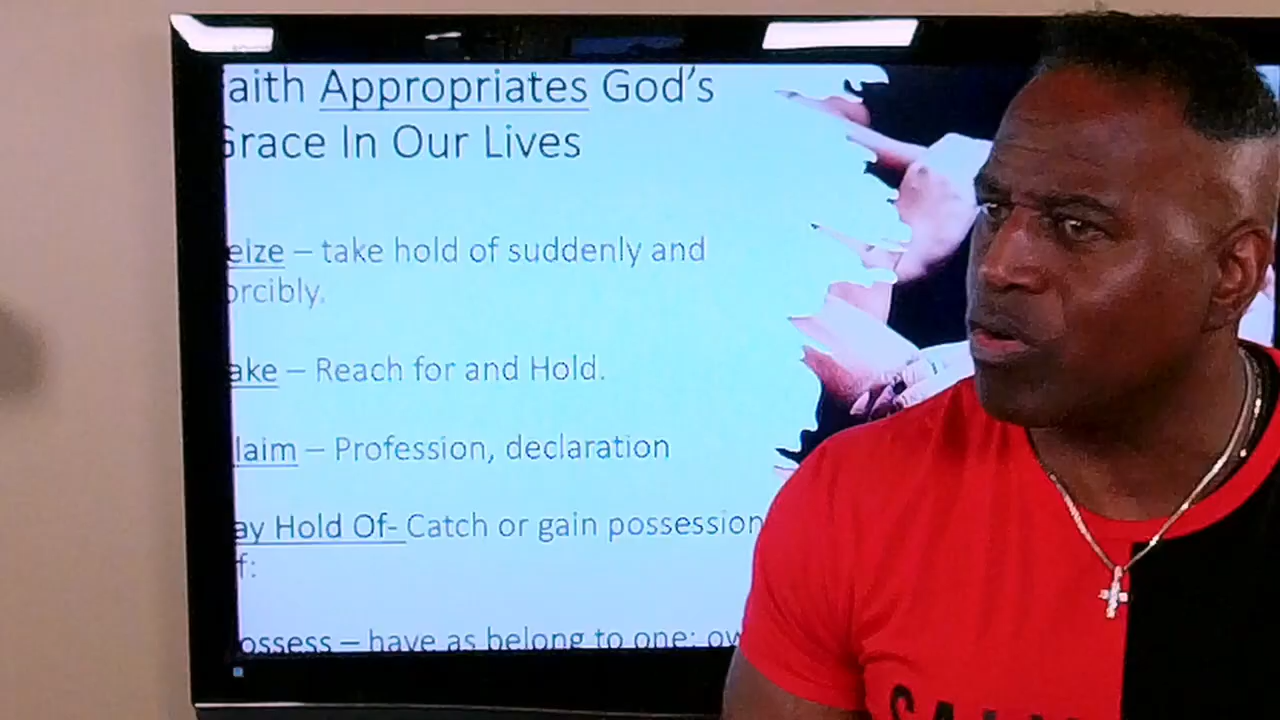 aith Appropriates God's
Grace In Our Lives
eize – take hold of suddenly and
orcibly.
ake – Reach for and Hold.
laim – Profession, declaration
ay Hold Of- Catch or gain possession
f:
ossess – have as belong to one; ow